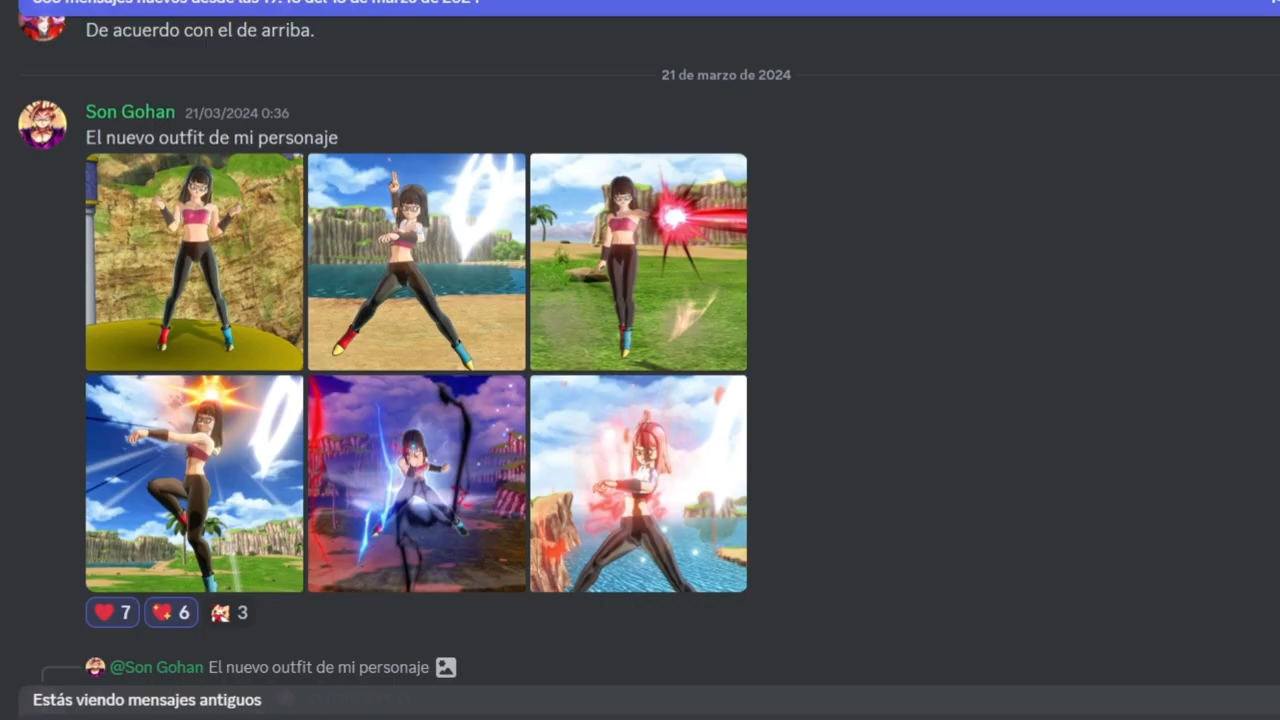 De acuerdo con el de arriba.
21 de marzo de 2024
Son Gohan 21/03/2024 0:36
El nuevo outfit de mi personaje
7 6 3
@Son Gohan El nuevo outfit de mi personaje
Estás viendo mensajes antiguos